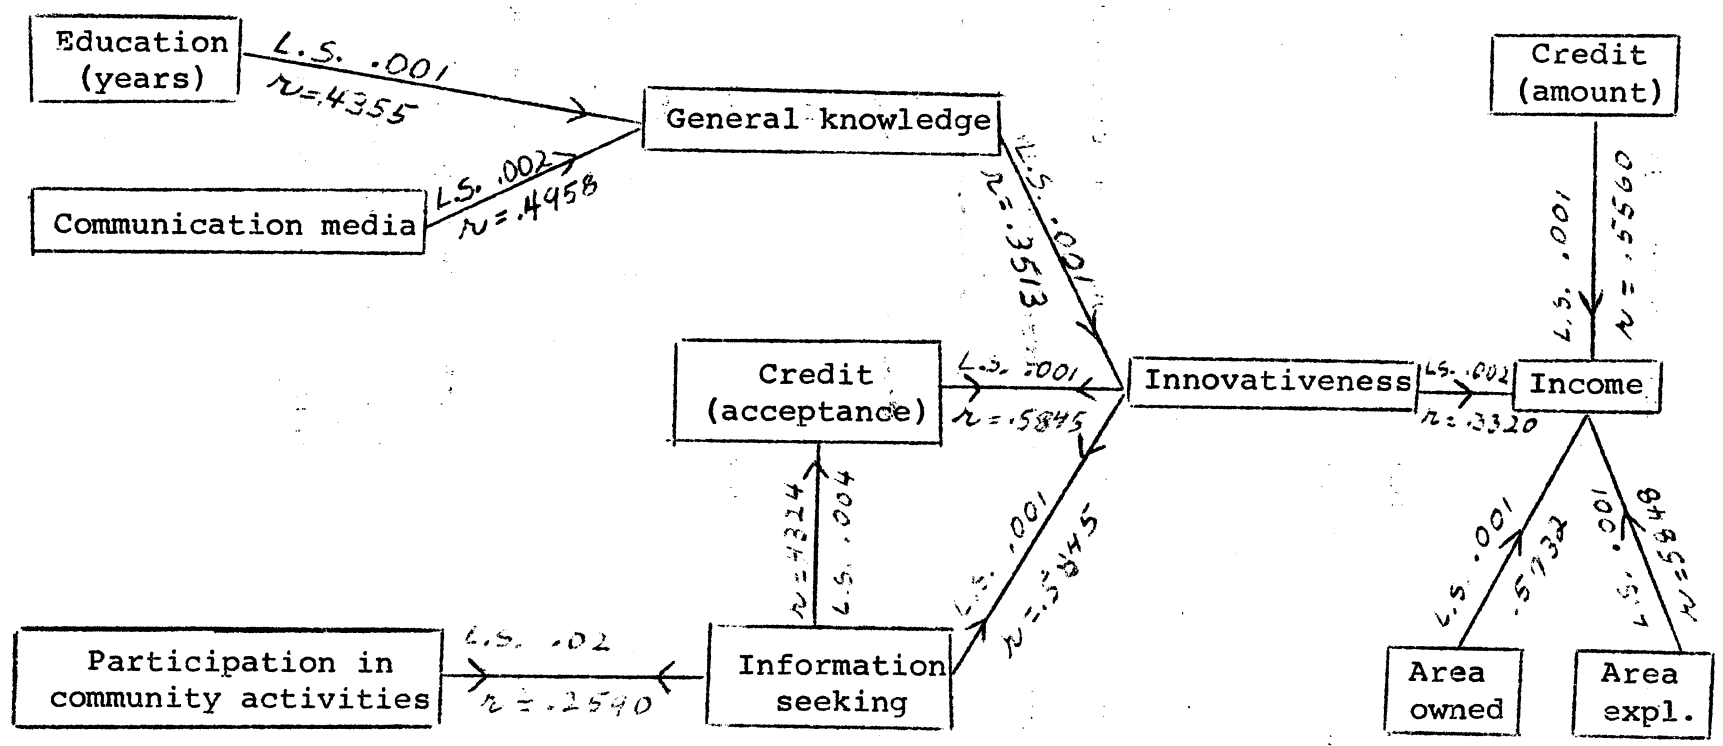 Education
(years)
L.S. .001
r=.4355
Credit
(amount)
General knowledge
L.S. .002
r=.4958
Communication media
L.S. .001
r=.3513
L.S. .001
r=.5560
Credit
(acceptance)
L.S. .001
r=.5845
Innovativeness
LS. .002
r=.3320
Income
r=4324
L.S. .004
L.S. .001
r=.5845
L.S. .001
.5732
L.S. .001
r=5848
Participation in
community activities
L.S. .02
r=.2590
Information
seeking
Area
owned
Area
expl.